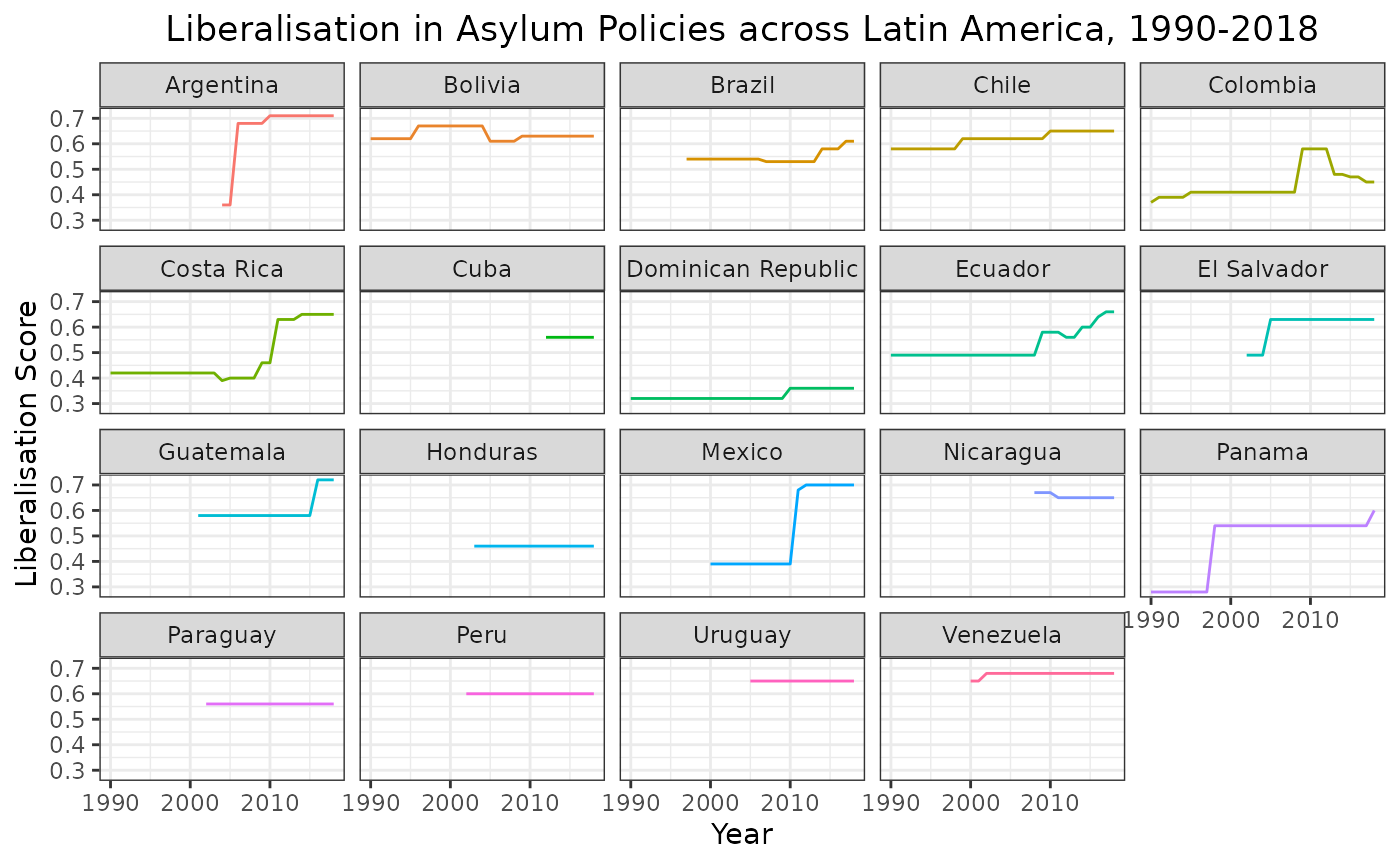 Liberalisation in Asylum Policies across Latin America, 1990-2018
Argentina Bolivia Brazil Chile Colombia
0.7
0.6
0.5
0.4
0.3
Costa Rica Cuba Dominican Republic Ecuador El Salvador
0.7
0.6
0.5
0.4
0.3
Liberalisation Score
Guatemala Honduras Mexico Nicaragua Panama
0.7
0.6
0.5
0.4
0.3
1990 2000 2010
Paraguay Peru Uruguay Venezuela
0.7
0.6
0.5
0.4
0.3
1990 2000 2010 1990 2000 2010 1990 2000 2010 1990 2000 2010
Year